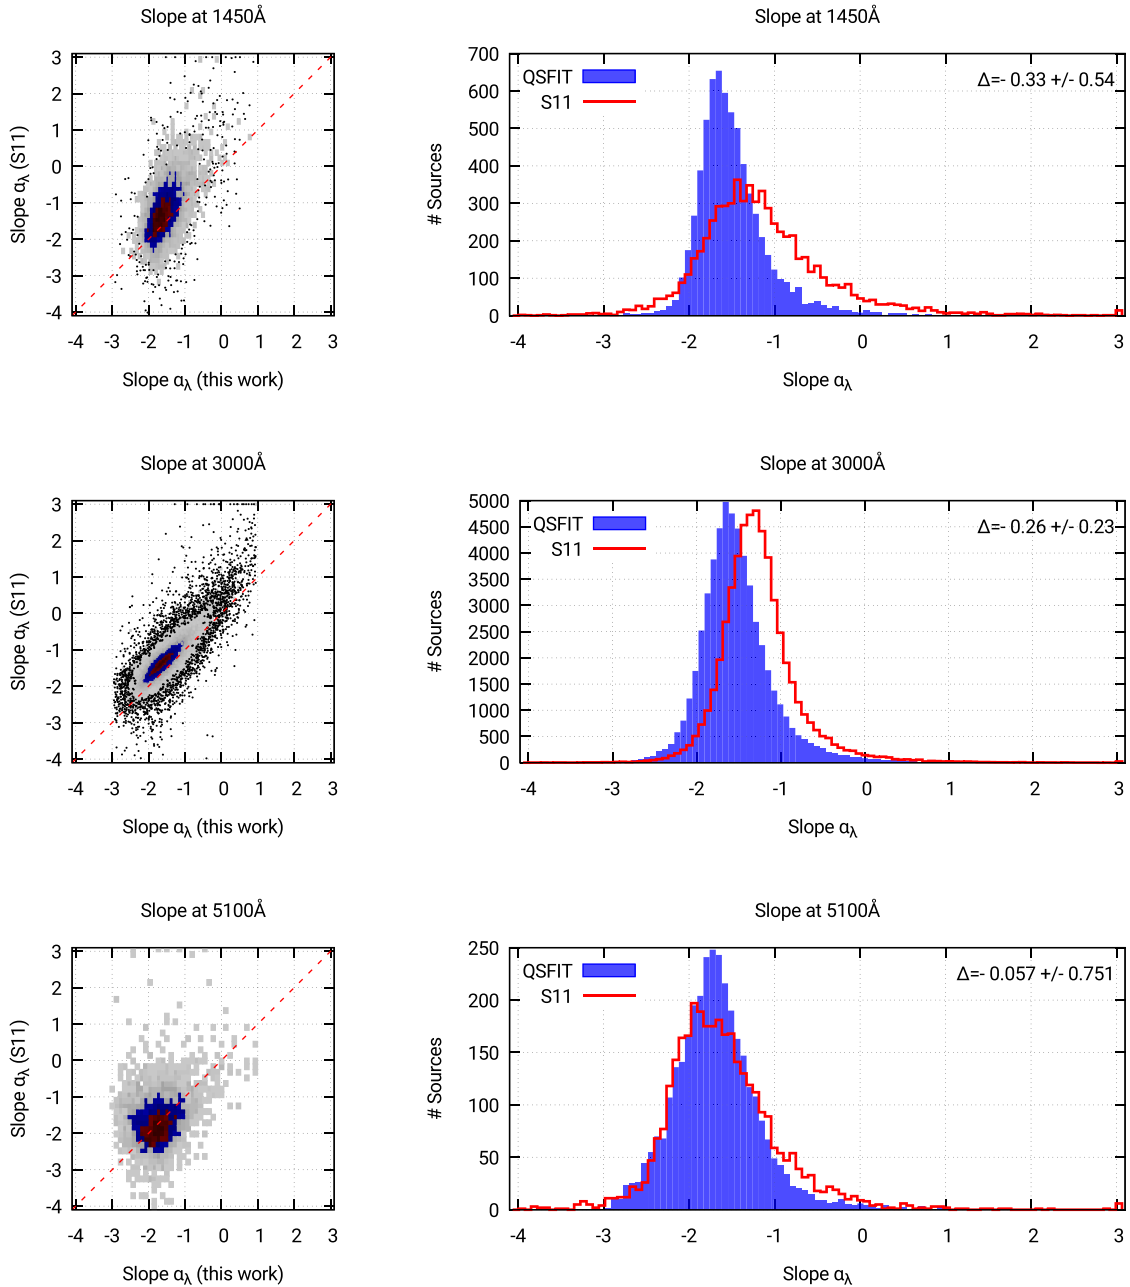 Slope at 1450Å
3
2
1
0
-1
-2
-3
-4
Slope αλ (S11)
-4 -3 -2 -1 0 1 2 3
Slope αλ (this work)
Slope at 1450Å
700
600
500
400
300
200
100
0
# Sources
QSFIT
S11
Δ=- 0.33 +/- 0.54
-4 -3 -2 -1 0 1 2 3
Slope αλ
Slope at 3000Å
3
2
1
0
-1
-2
-3
-4
Slope αλ (S11)
-4 -3 -2 -1 0 1 2 3
Slope αλ (this work)
Slope at 3000Å
5000
4500
4000
3500
3000
2500
2000
1500
1000
500
0
# Sources
QSFIT
S11
Δ=- 0.26 +/- 0.23
-4 -3 -2 -1 0 1 2 3
Slope αλ
Slope at 5100Å
3
2
1
0
-1
-2
-3
-4
Slope αλ (S11)
-4 -3 -2 -1 0 1 2 3
Slope αλ (this work)
Slope at 5100Å
250
200
150
100
50
0
# Sources
QSFIT
S11
Δ=- 0.057 +/- 0.751
-4 -3 -2 -1 0 1 2 3
Slope αλ